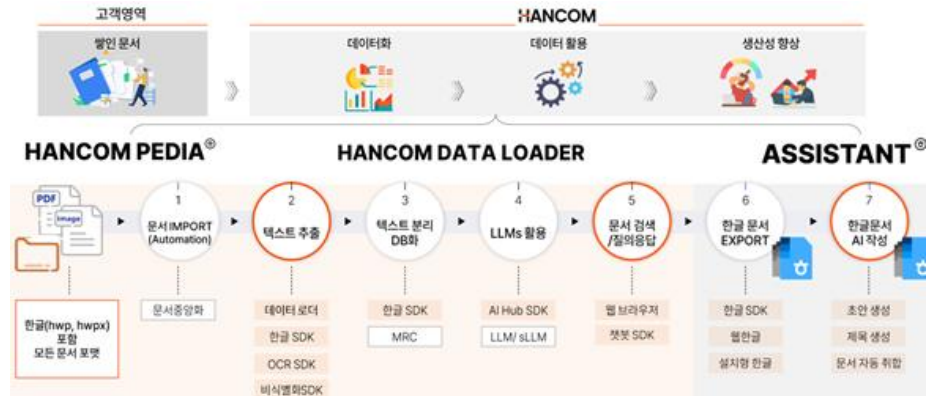 고객영역
HANCOM
쌓인 문서
데이터화
데이터 활용
생산성 향상
HANCOM PEDIA
HANCOM DATA LOADER
ASSISTANT
PDF
Image
1
문서 IMPORT
(Automation)
2
텍스트 추출
3
텍스트 분리
DB화
4
LLMs 활용
5
문서 검색
/질의응답
6
한글 문서
EXPORT
7
한글문서
AI 작성
한글(hwp, hwpx)
포함
모든 문서 포맷
문서중앙화
데이터 로더
한글 SDK
OCR SDK
비식별화SDK
한글 SDK
MRC
AI Hub SDK
LLM/ sLLM
웹 브라우저
챗봇 SDK
한글 SDK
웹한글
설치형 한글
초안 생성
제목 생성
문서 자동 취합